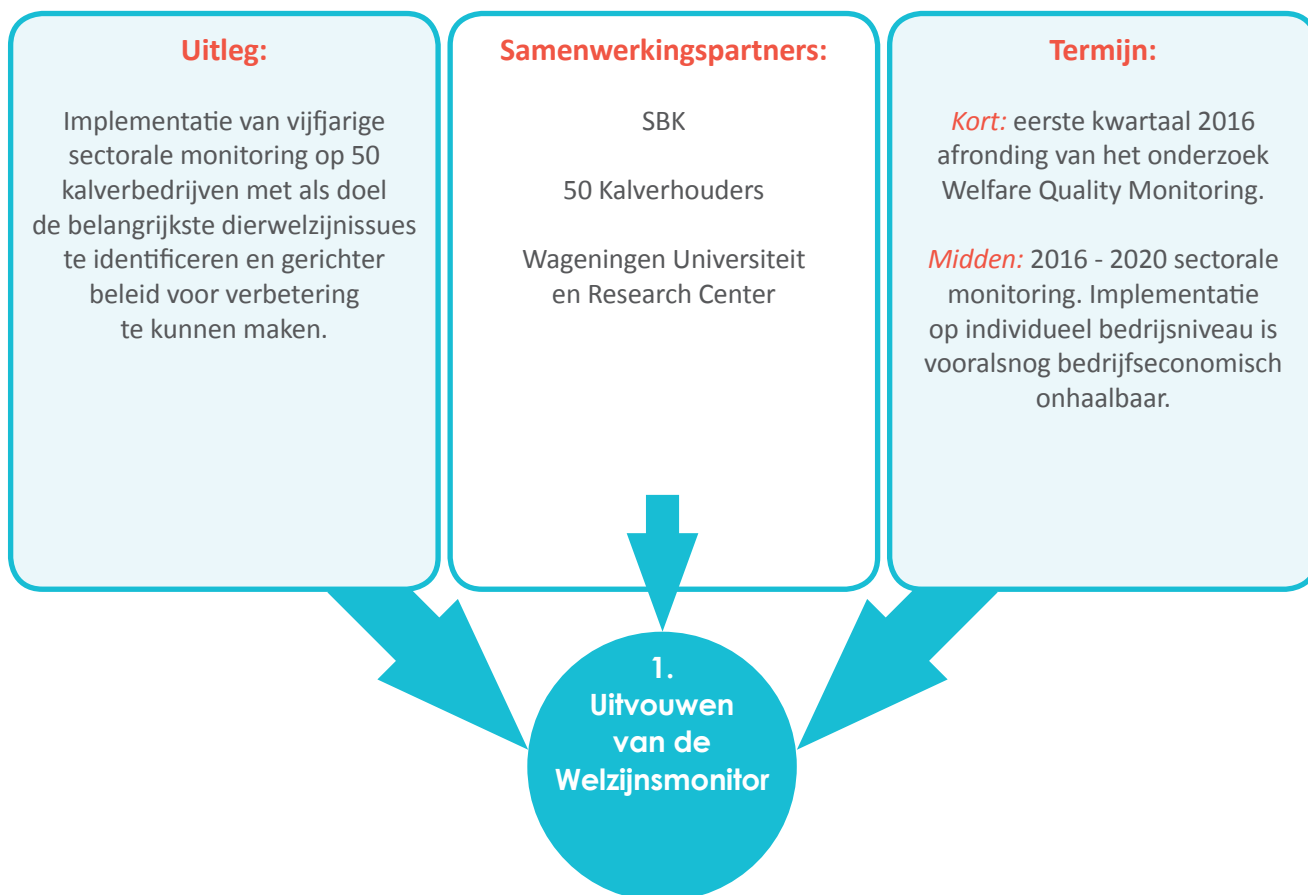 Uitleg:
Implementatie van vijfjarige
sectorale monitoring op 50
kalverbedrijven met als doel
de belangrijkste dierwelzijnissues
te identificeren en gerichter
beleid voor verbetering
te kunnen maken.
Samenwerkingspartners:
SBK
50 Kalverhouders
Wageningen Universiteit
en Research Center
Termijn:
Kort: eerste kwartaal 2016
afronding van het onderzoek
Welfare Quality Monitoring.
Midden: 2016 - 2020 sectorale
monitoring. Implementatie
op individueel bedrijsniveau is
vooralsnog bedrijfseconomisch
onhaalbaar.
1.
Uitvouwen
van de
Welzijnsmonitor